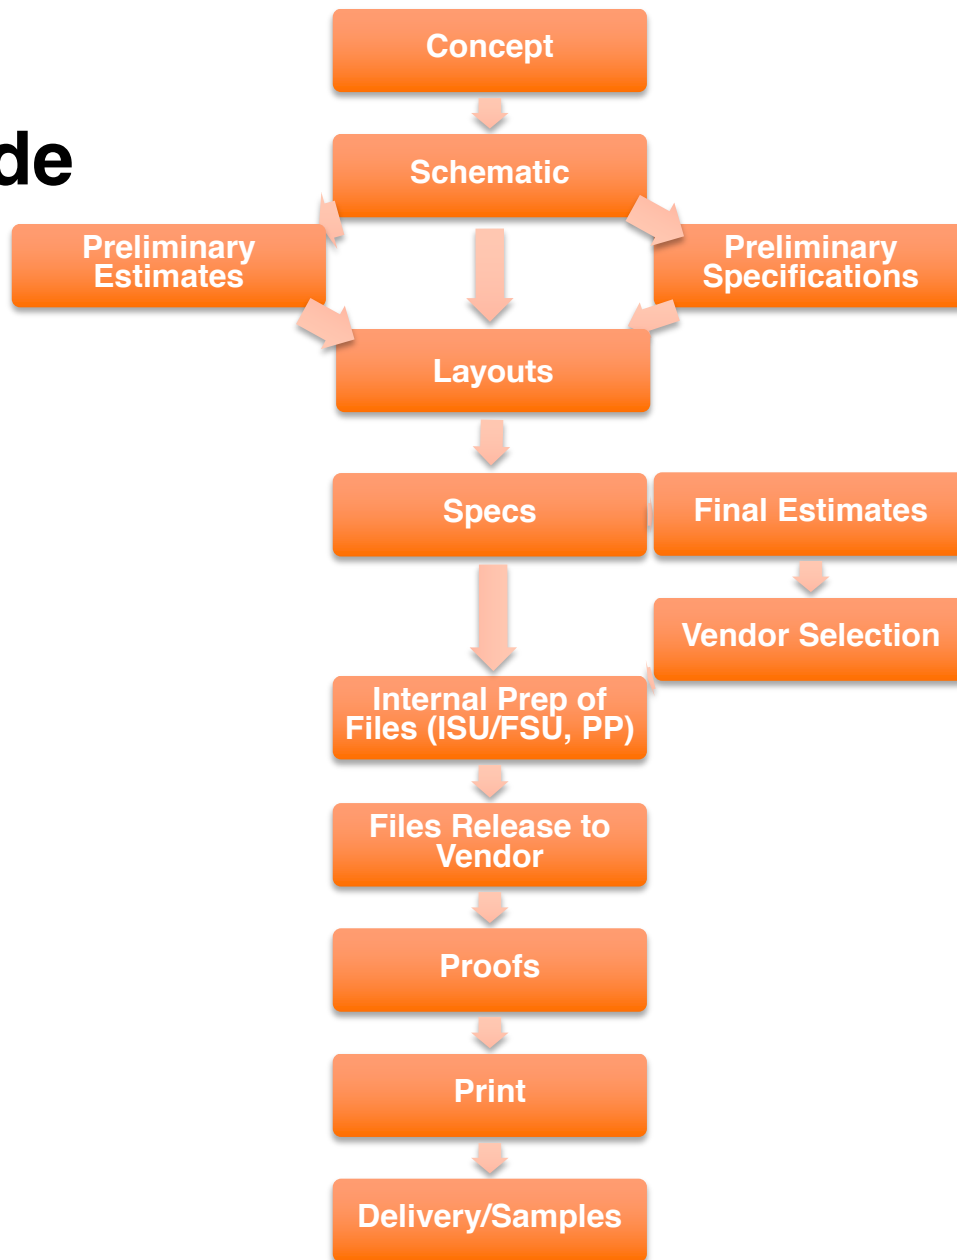 Concept
de
Schematic
Preliminary
Estimates
Preliminary
Specifications
Layouts
Specs
Final Estimates
Vendor Selection
Internal Prep of
Files (ISU/FSU, PP)
Files Release to
Vendor
Proofs
Print
Delivery/Samples